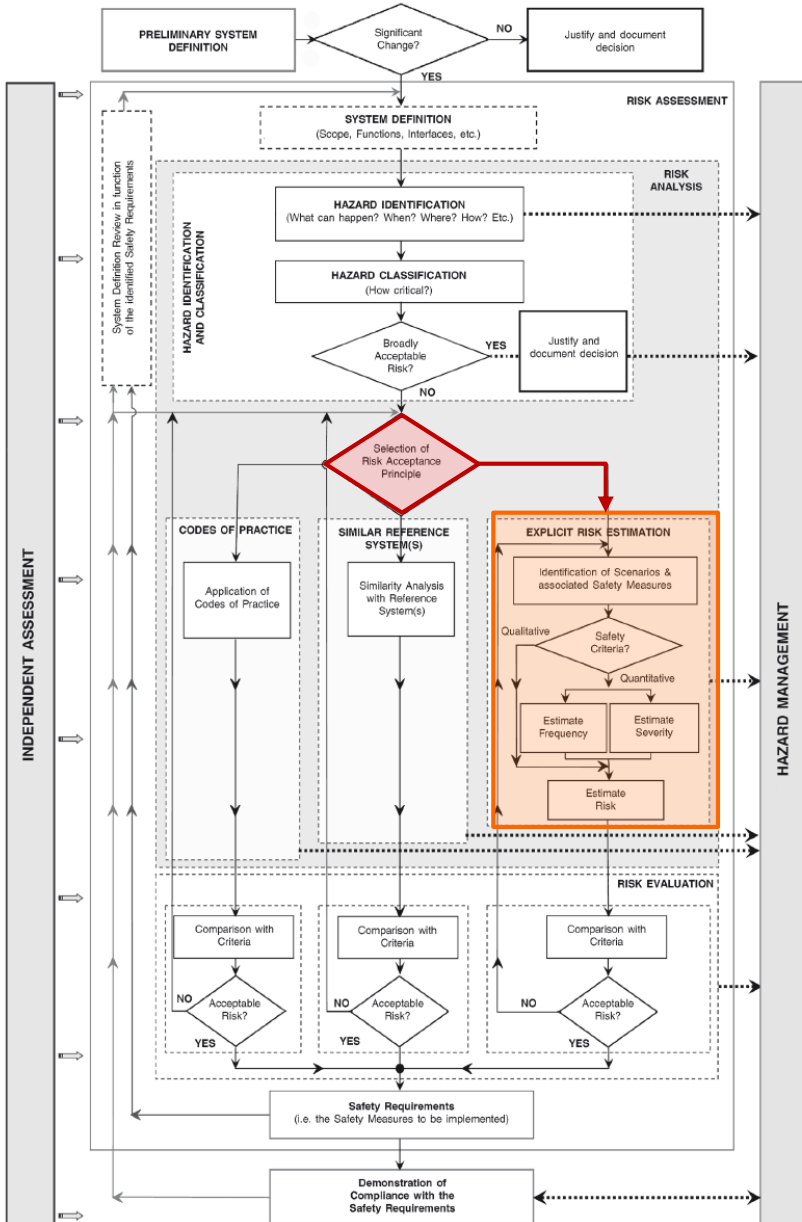 PRELIMINARY SYSTEM
DEFINITION
Significant
Change?
NO
Justify and document
decision
YES
RISK ASSESSMENT
INDEPENDENT ASSESSMENT
HAZARD MANAGEMENT
System Definition Review in function
of the identified Safety Requirements
SYSTEM DEFINITION
(Scope, Functions, Interfaces, etc.)
RISK
ANALYSIS
HAZARD IDENTIFICATION
AND CLASSIFICATION
HAZARD IDENTIFICATION
(What can happen? When? Where? How? Etc.)
HAZARD CLASSIFICATION
(How critical?)
Broadly
Acceptable
Risk?
YES
Justify and
document decision
NO
Selection of
Risk Acceptance
Principle
CODES OF PRACTICE
Application of
Codes of Practice
SIMILAR REFERENCE
SYSTEM(S)
Similarity Analysis
with Reference
System(s)
EXPLICIT RISK ESTIMATION
Identification of Scenarios &
associated Safety Measures
Qualitative
Safety
Criteria?
Quantitative
Estimate
Frequency
Estimate
Severity
Estimate
Risk
RISK EVALUATION
Comparison with
Criteria
Acceptable
Risk?
NO
YES
Comparison with
Criteria
Acceptable
Risk?
NO
YES
Comparison with
Criteria
Acceptable
Risk?
NO
YES
Safety Requirements
(i.e. the Safety Measures to be implemented)
Demonstration of
Compliance with the
Safety Requirements